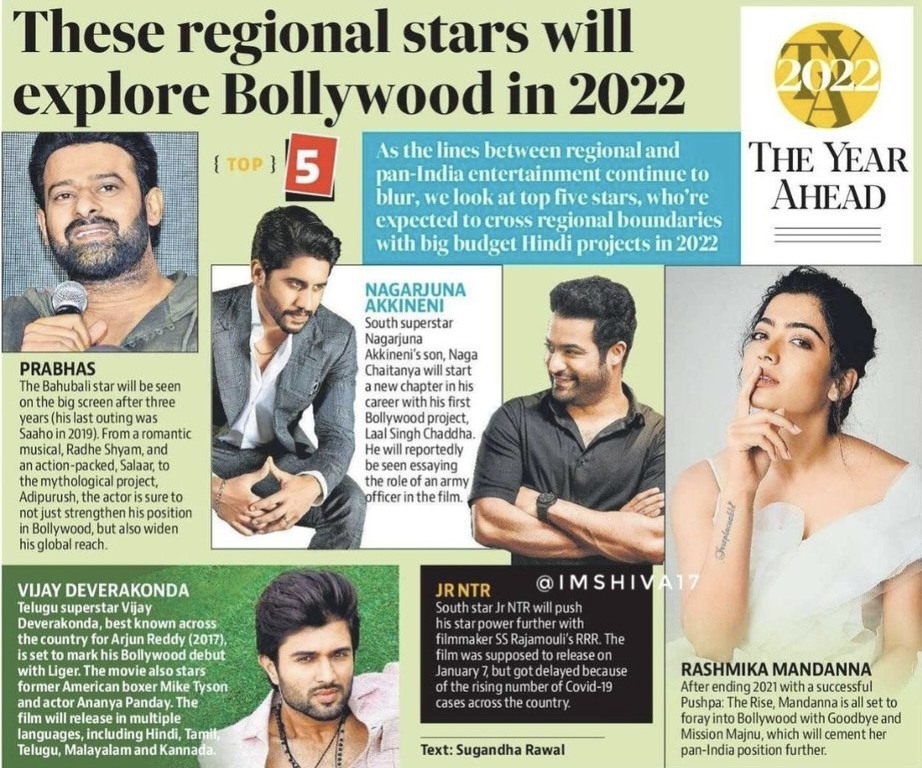 These regional stars will
explore Bollywood in 2022
TYA
2022
THE YEAR
AHEAD
{ TOP } 5
As the lines between regional and
pan-India entertainment continue to
blur, we look at top five stars, who're
expected to cross regional boundaries
with big budget Hindi projects in 2022
PRABHAS
The Bahubali star will be seen
on the big screen after three
years (his last outing was
Saaho in 2019). From a romantic
musical, Radhe Shyam, and
an action-packed, Salaar, to
the mythological project,
Adipurush, the actor is sure to
not just strengthen his position
in Bollywood, but also widen
his global reach.
NAGARJUNA
AKKINENI
South superstar
Nagarjuna
Akkineni's son, Naga
Chaitanya will start
a new chapter in his
career with his first
Bollywood project,
Laal Singh Chaddha.
He will reportedly
be seen essaying
the role of an army
officer in the film.
VIJAY DEVERAKONDA
Telugu superstar Vijay
Deverakonda, best known across
the country for Arjun Reddy (2017),
is set to mark his Bollywood debut
with Liger. The movie also stars
former American boxer Mike Tyson
and actor Ananya Panday. The
film will release in multiple
languages, including Hindi, Tamil,
Telugu, Malayalam and Kannada.
@IMSHIVA17
JR NTR
South star Jr NTR will push
his star power further with
filmmaker SS Rajamouli's RRR. The
film was supposed to release on
January 7, but got delayed because
of the rising number of Covid-19
cases across the country.
Text: Sugandha Rawal
Irreplaceable
RASHMIKA MANDANNA
After ending 2021 with a successful
Pushpa: The Rise, Mandanna is all set to
foray into Bollywood with Goodbye and
Mission Majnu, which will cement her
pan-India position further.